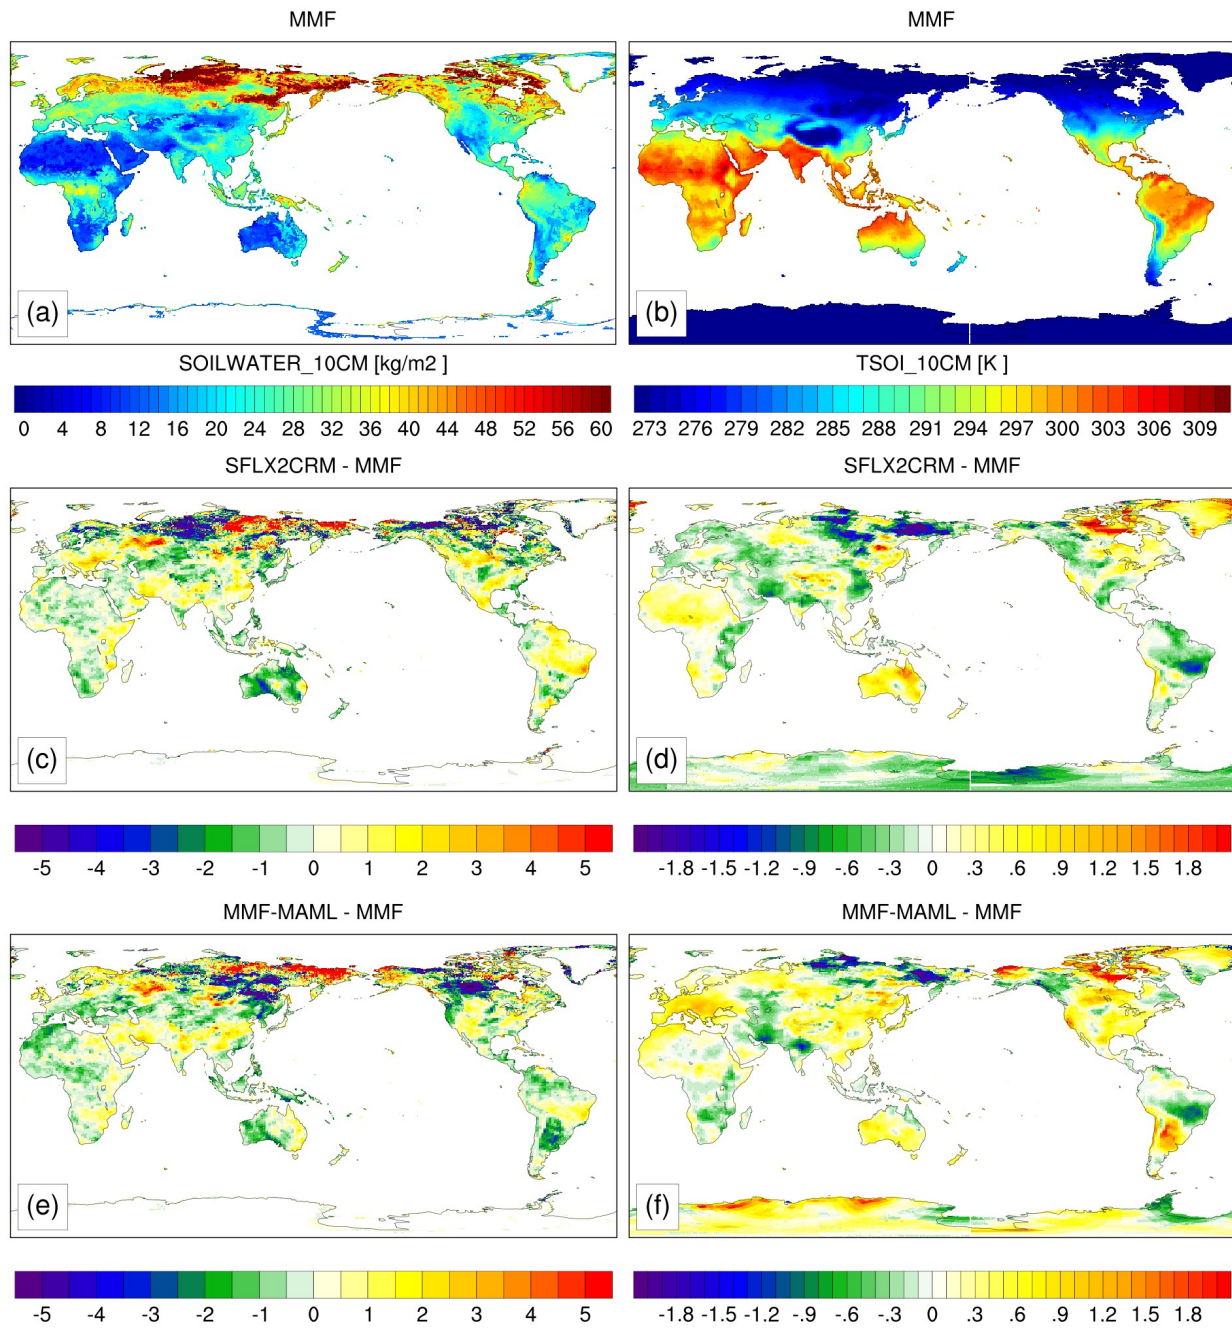 MMF
MMF
(a)
(b)
SOILWATER_10CM [kg/m2 ]
TSOI_10CM [K ]
0 4 8 12 16 20 24 28 32 36 40 44 48 52 56 60
273 276 279 282 285 288 291 294 297 300 303 306 309
SFLX2CRM - MMF
SFLX2CRM - MMF
(c)
(d)
-5 -4 -3 -2 -1 0 1 2 3 4 5
-1.8 -1.5 -1.2 -.9 -.6 -.3 0 .3 .6 .9 1.2 1.5 1.8
MMF-MAML - MMF
MMF-MAML - MMF
(e)
(f)
-5 -4 -3 -2 -1 0 1 2 3 4 5
-1.8 -1.5 -1.2 -.9 -.6 -.3 0 .3 .6 .9 1.2 1.5 1.8